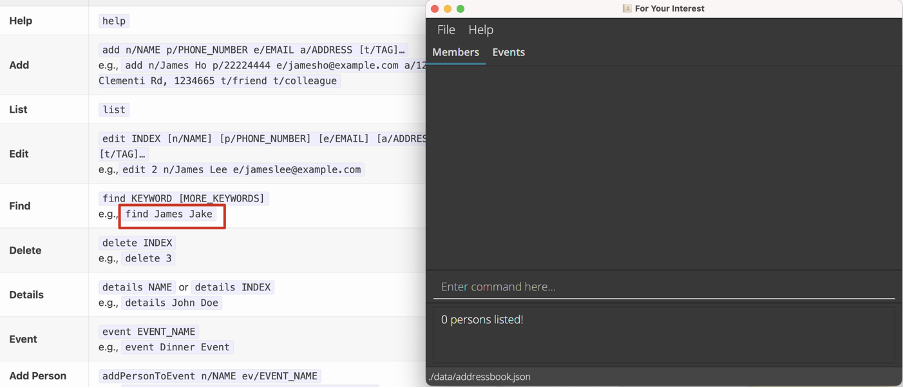 Help
help
Add
add n/NAME p/PHONE_NUMBER e/EMAIL a/ADDRESS [t/TAG]…
e.g., add n/James Ho p/22224444 e/jamesho@example.com a/12
Clementi Rd, 1234665 t/friend t/colleague
List
list
Edit
edit INDEX [n/NAME] [p/PHONE_NUMBER] [e/EMAIL] [a/ADDRES
[t/TAG]…
e.g., edit 2 n/James Lee e/jameslee@example.com
Find
find KEYWORD [MORE_KEYWORDS]
e.g., find James Jake
Delete
delete INDEX
e.g., delete 3
Details
details NAME or details INDEX
e.g., details John Doe
Event
event EVENT_NAME
e.g., event Dinner Event
Add Person
addPersonToEvent n/NAME ev/EVENT_NAME
For Your Interest
File Help
Members Events
Enter command here...
0 persons listed!
./data/addressbook.json